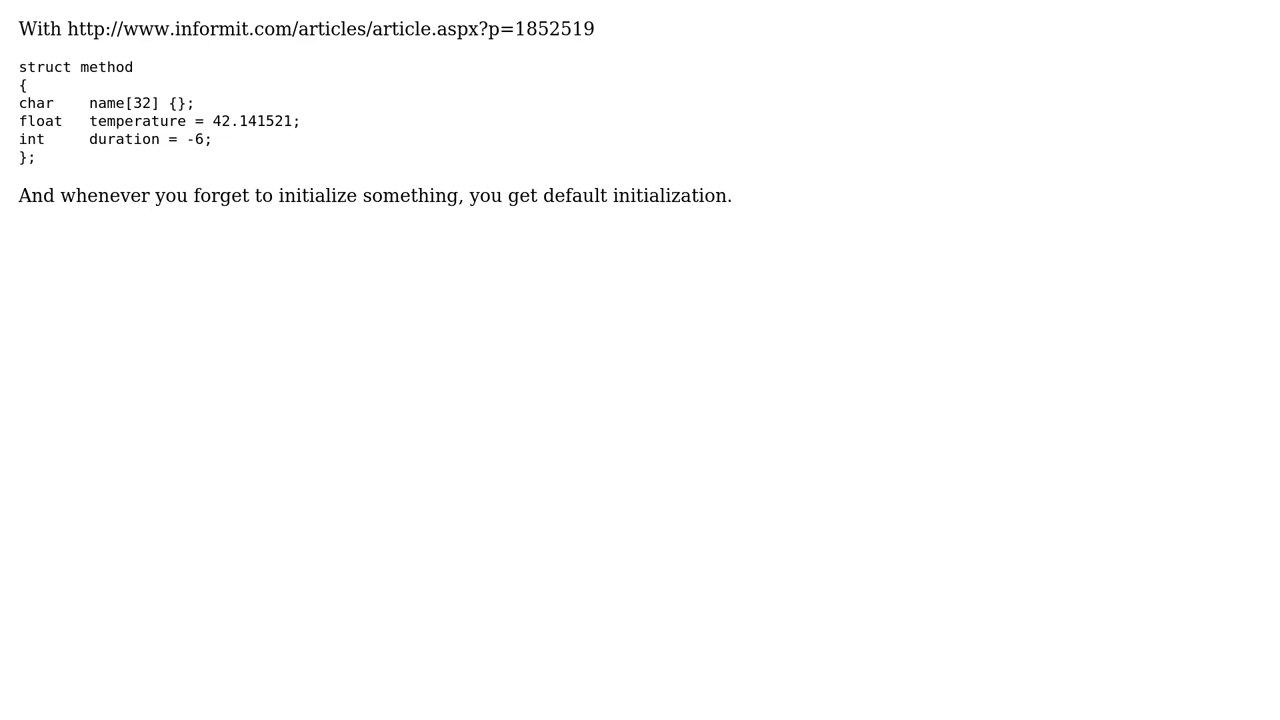 With http://www.informit.com/articles/article.aspx?p=1852519
struct method
{
char    name[32] {};
float   temperature = 42.141521;
int     duration = -6;
};
And whenever you forget to initialize something, you get default initialization.